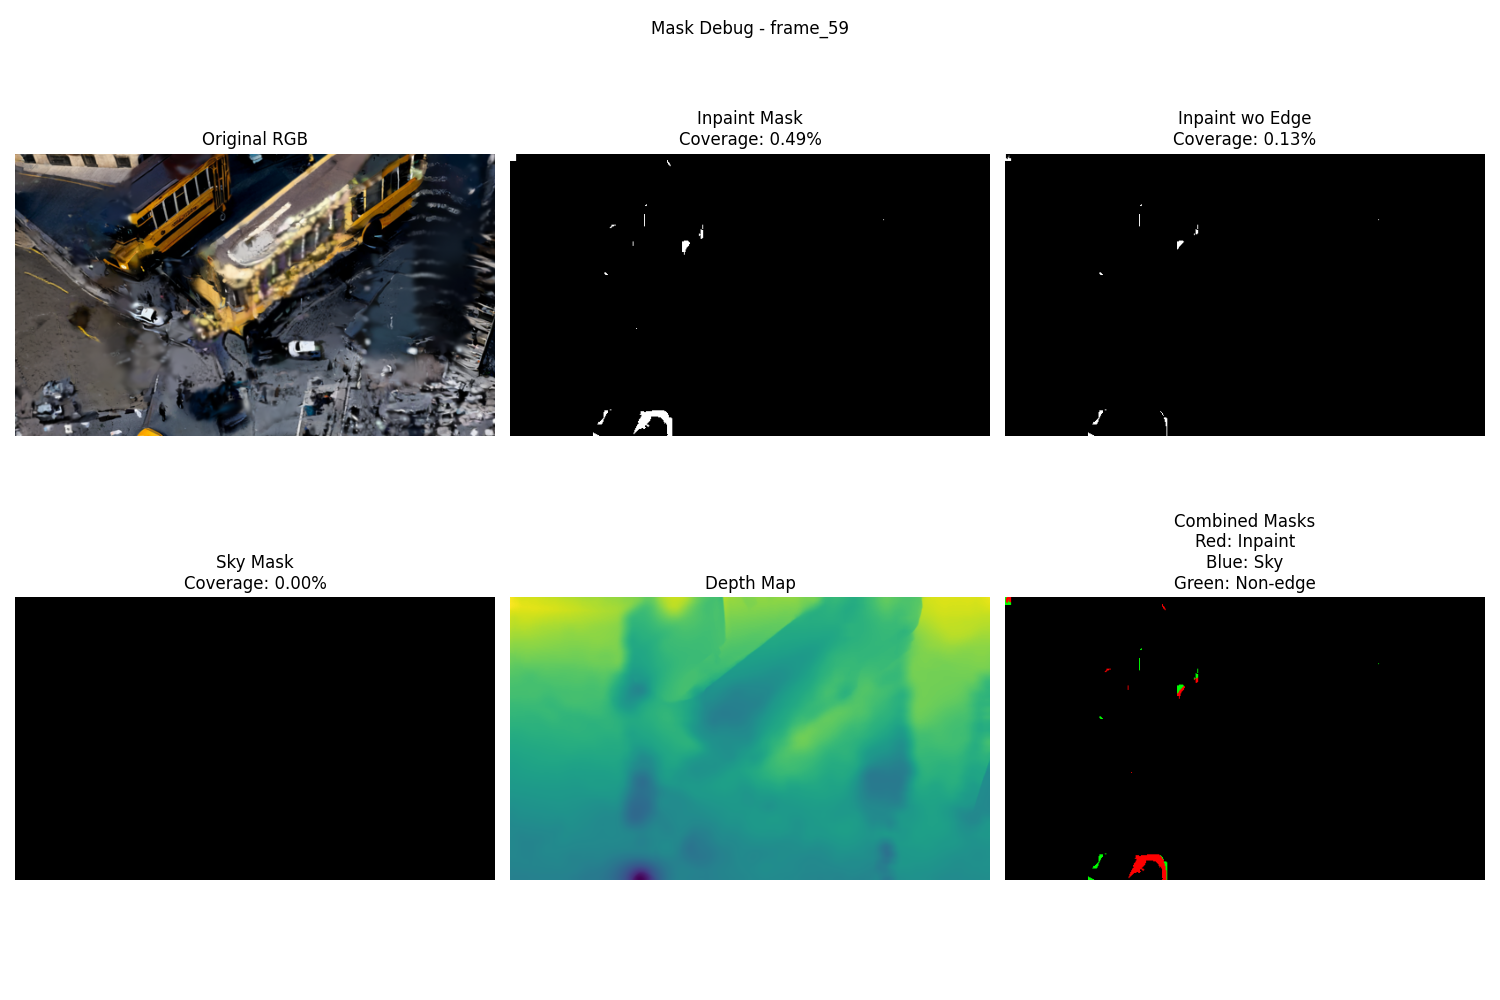 Mask Debug - frame_59
Original RGB
Inpaint Mask
Coverage: 0.49%
Inpaint wo Edge
Coverage: 0.13%
Sky Mask
Coverage: 0.00%
Depth Map
Combined Masks
Red: Inpaint
Blue: Sky
Green: Non-edge